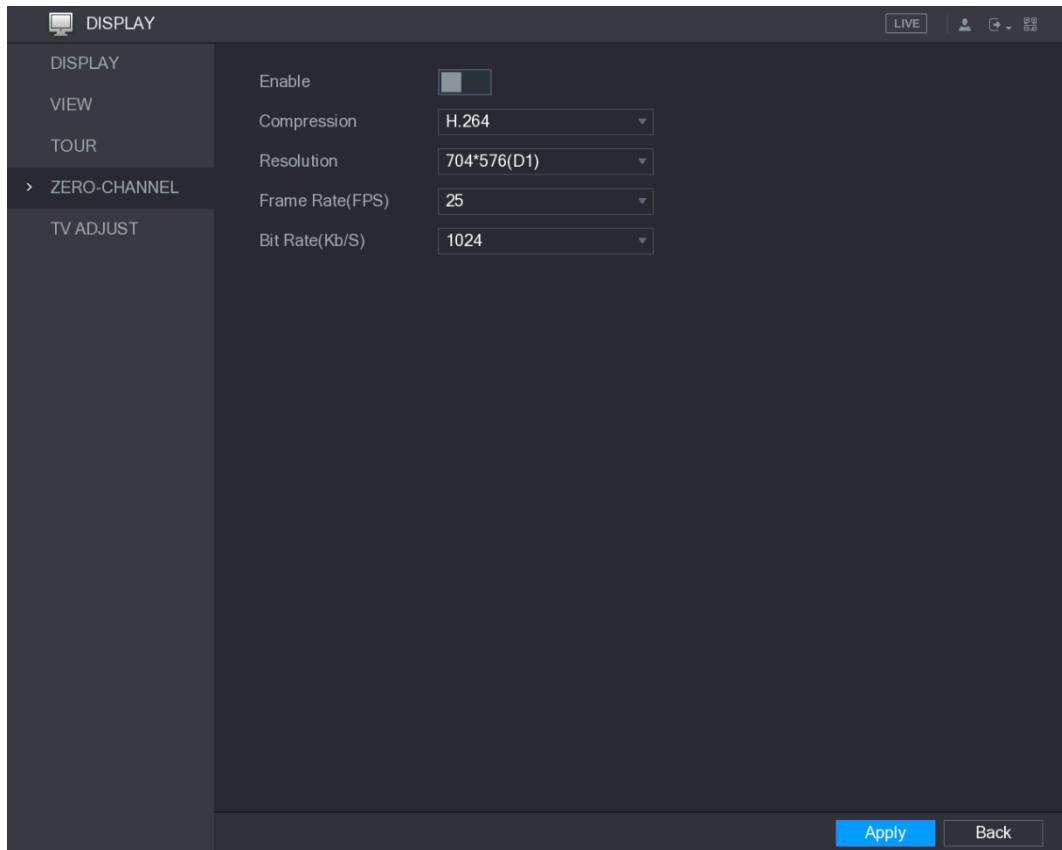 DISPLAY
LIVE
DISPLAY
VIEW
TOUR
ZERO-CHANNEL
TV ADJUST
Enable
Compression H.264
Resolution 704*576(D1)
Frame Rate(FPS) 25
Bit Rate(Kb/S) 1024
Apply Back